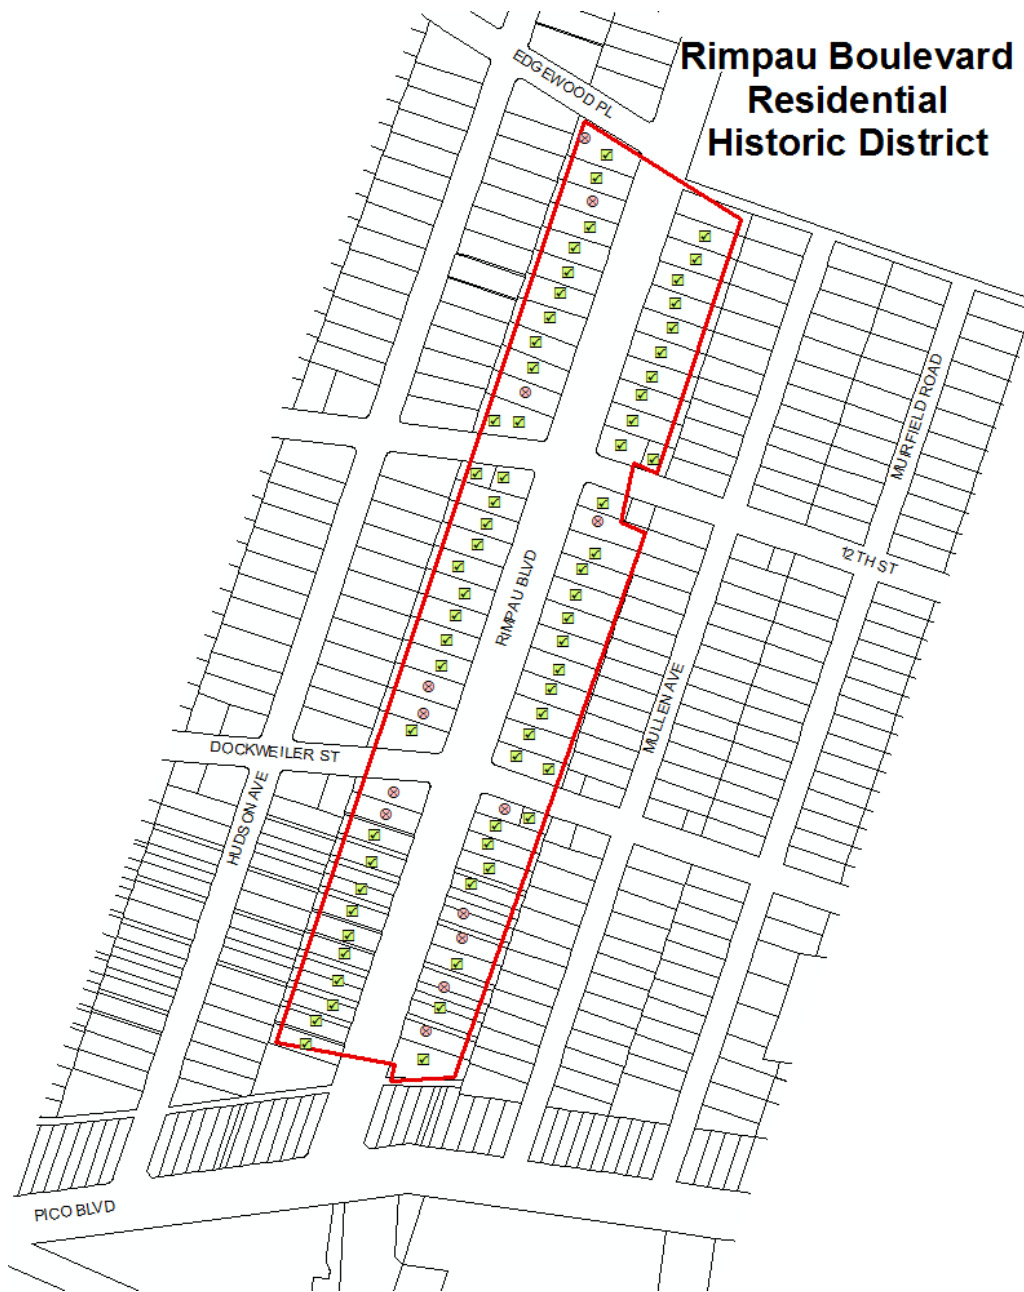 Rimpau Boulevard
Residential
Historic District
EDGEWOOD PL
MUIRFIELD ROAD
12TH ST
RIMPAU BLVD
MULLEN AVE
DOCKWEILER ST
HUDSON AVE
PICO BLVD